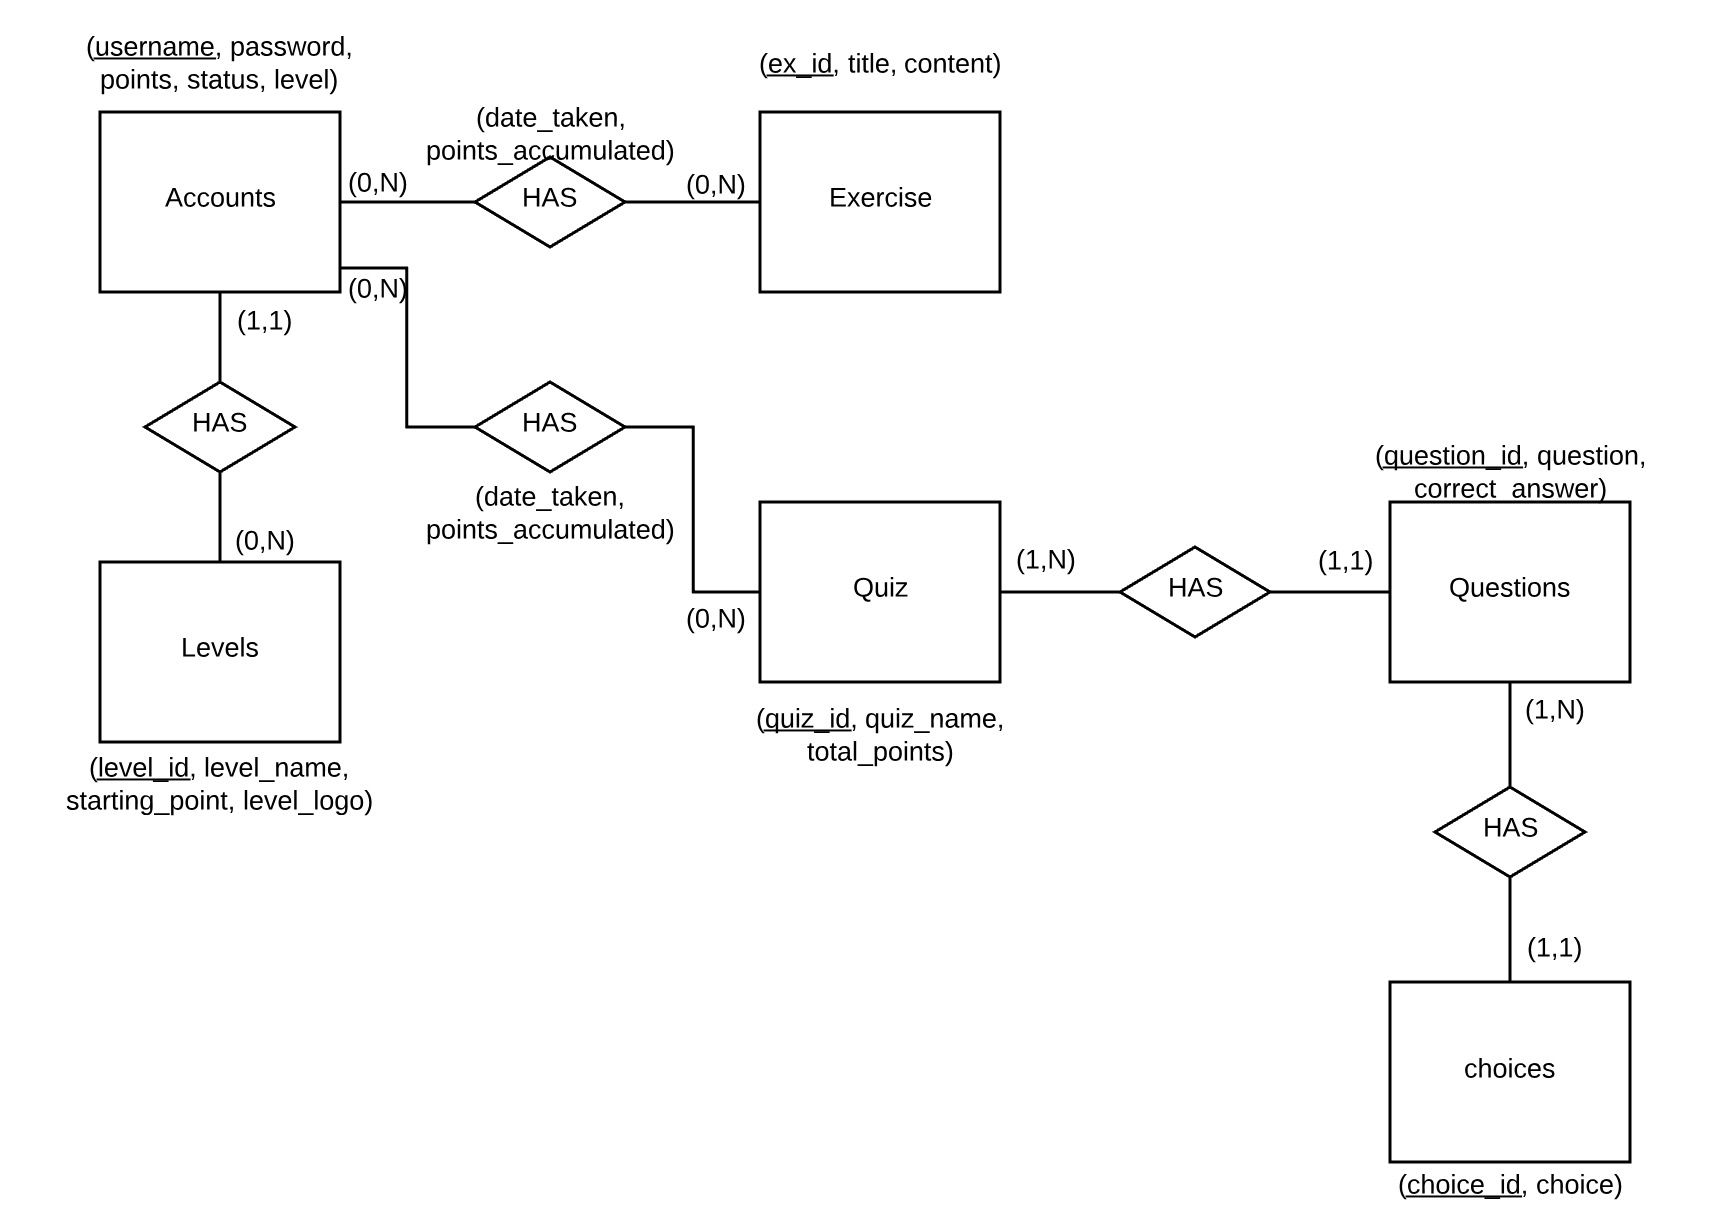 (username, password,
points, status, level)
(ex_id, title, content)
(date_taken,
points_accumulated)
Accounts
(0,N)
HAS
(0,N)
Exercise
(0,N)
(1,1)
HAS
HAS
(date_taken,
points_accumulated)
(question_id, question,
correct_answer)
(0,N)
Levels
(0,N)
Quiz
(1,N)
HAS
(1,1)
Questions
(level_id, level_name,
starting_point, level_logo)
(quiz_id, quiz_name,
total_points)
(1,N)
HAS
(1,1)
choices
(choice_id, choice)